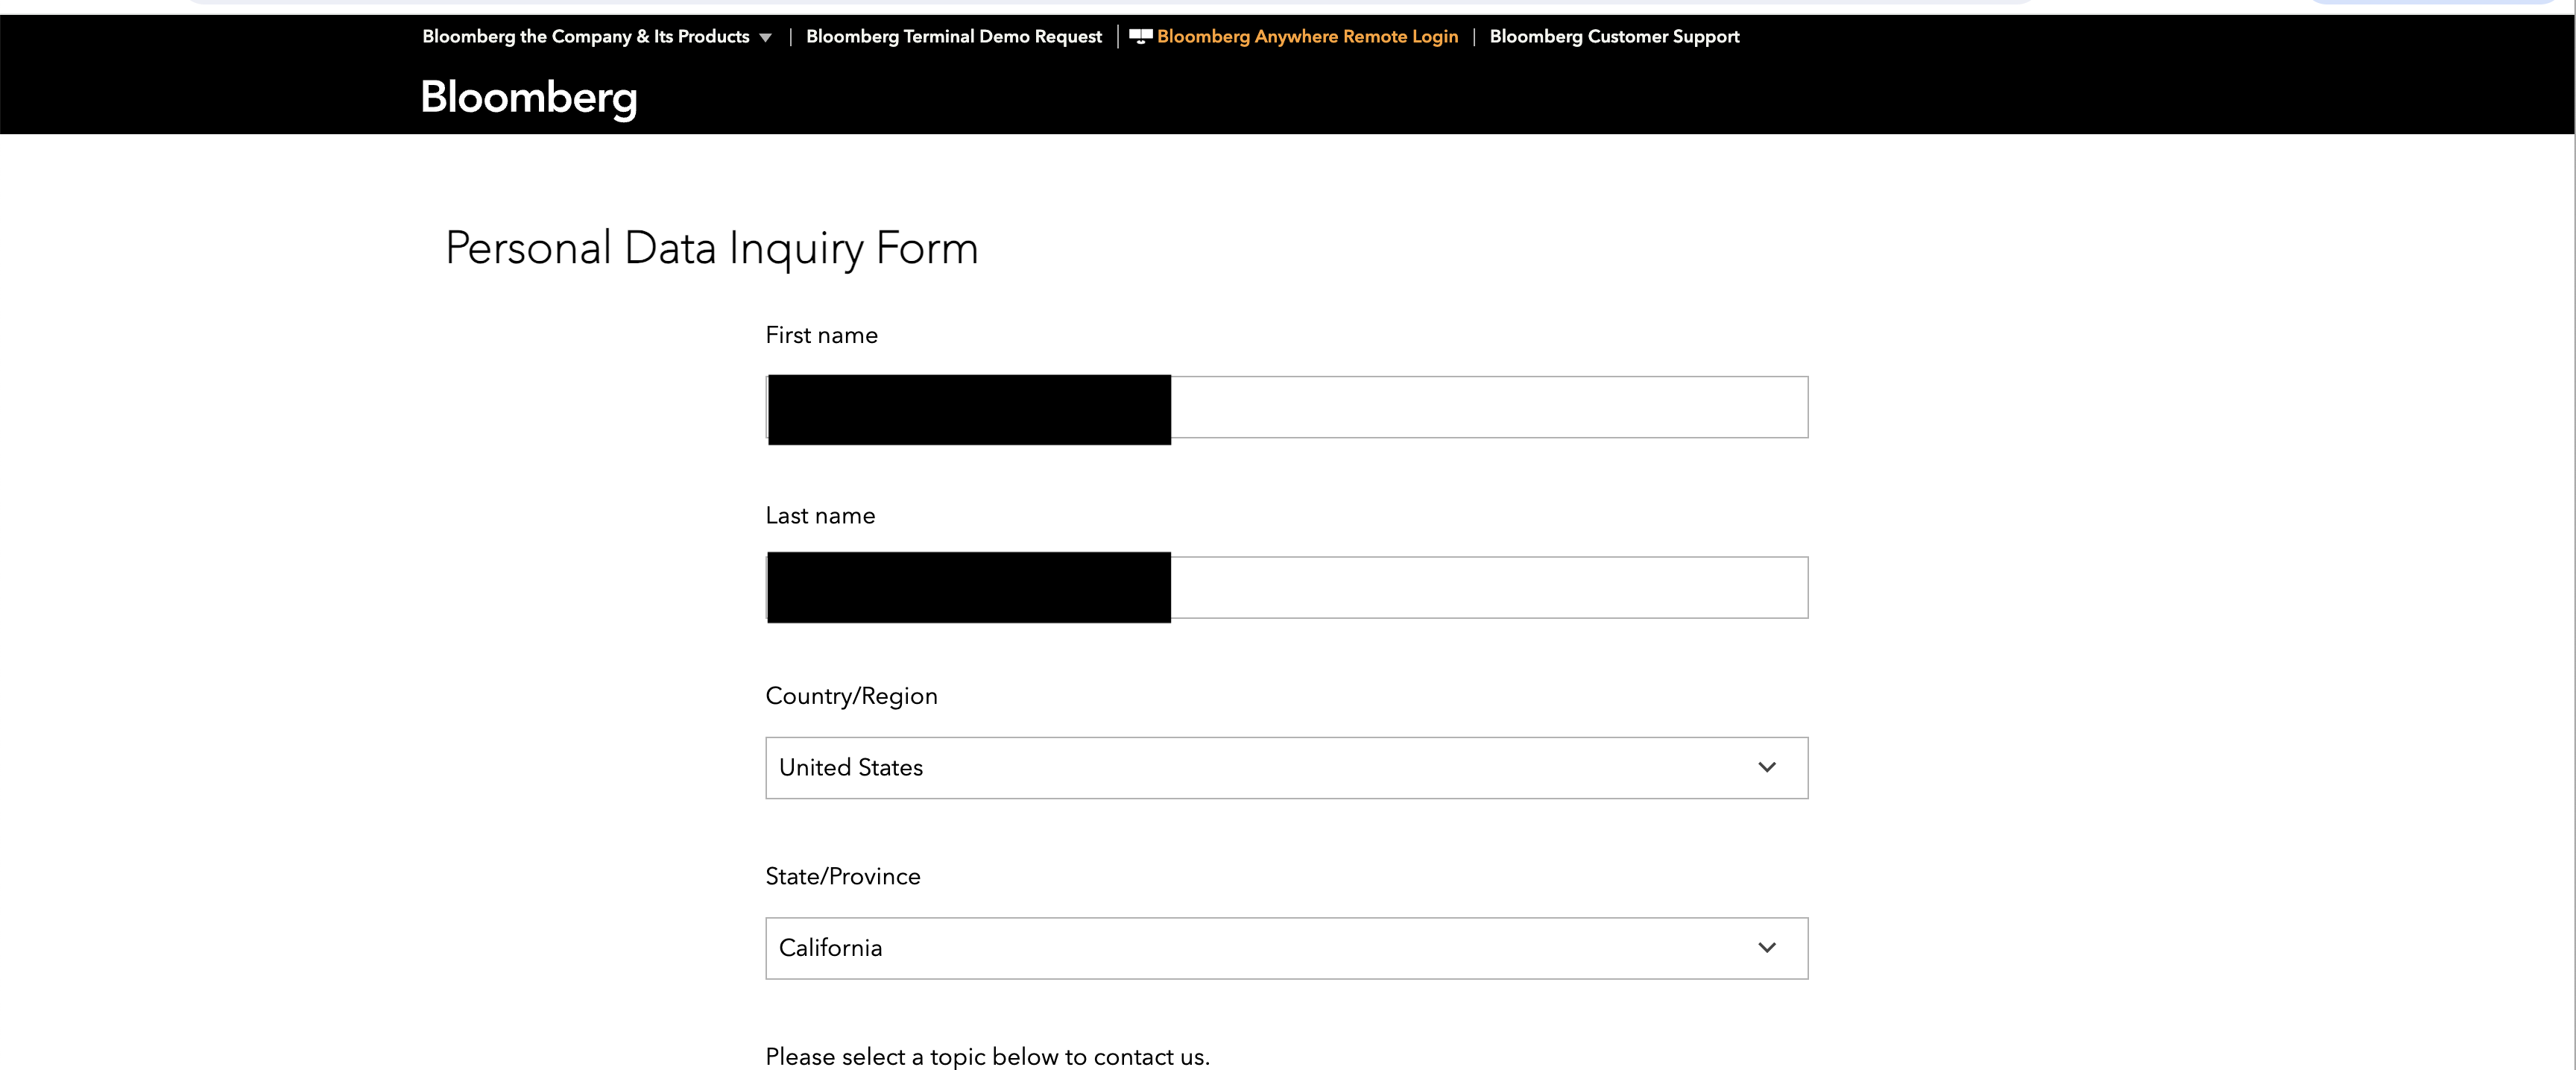 Bloomberg the Company & Its Products | Bloomberg Terminal Demo Request | Bloomberg Anywhere Remote Login | Bloomberg Customer Support
Bloomberg
Personal Data Inquiry Form
First name
Last name
Country/Region
United States
State/Province
California
Please select a topic below to contact us.